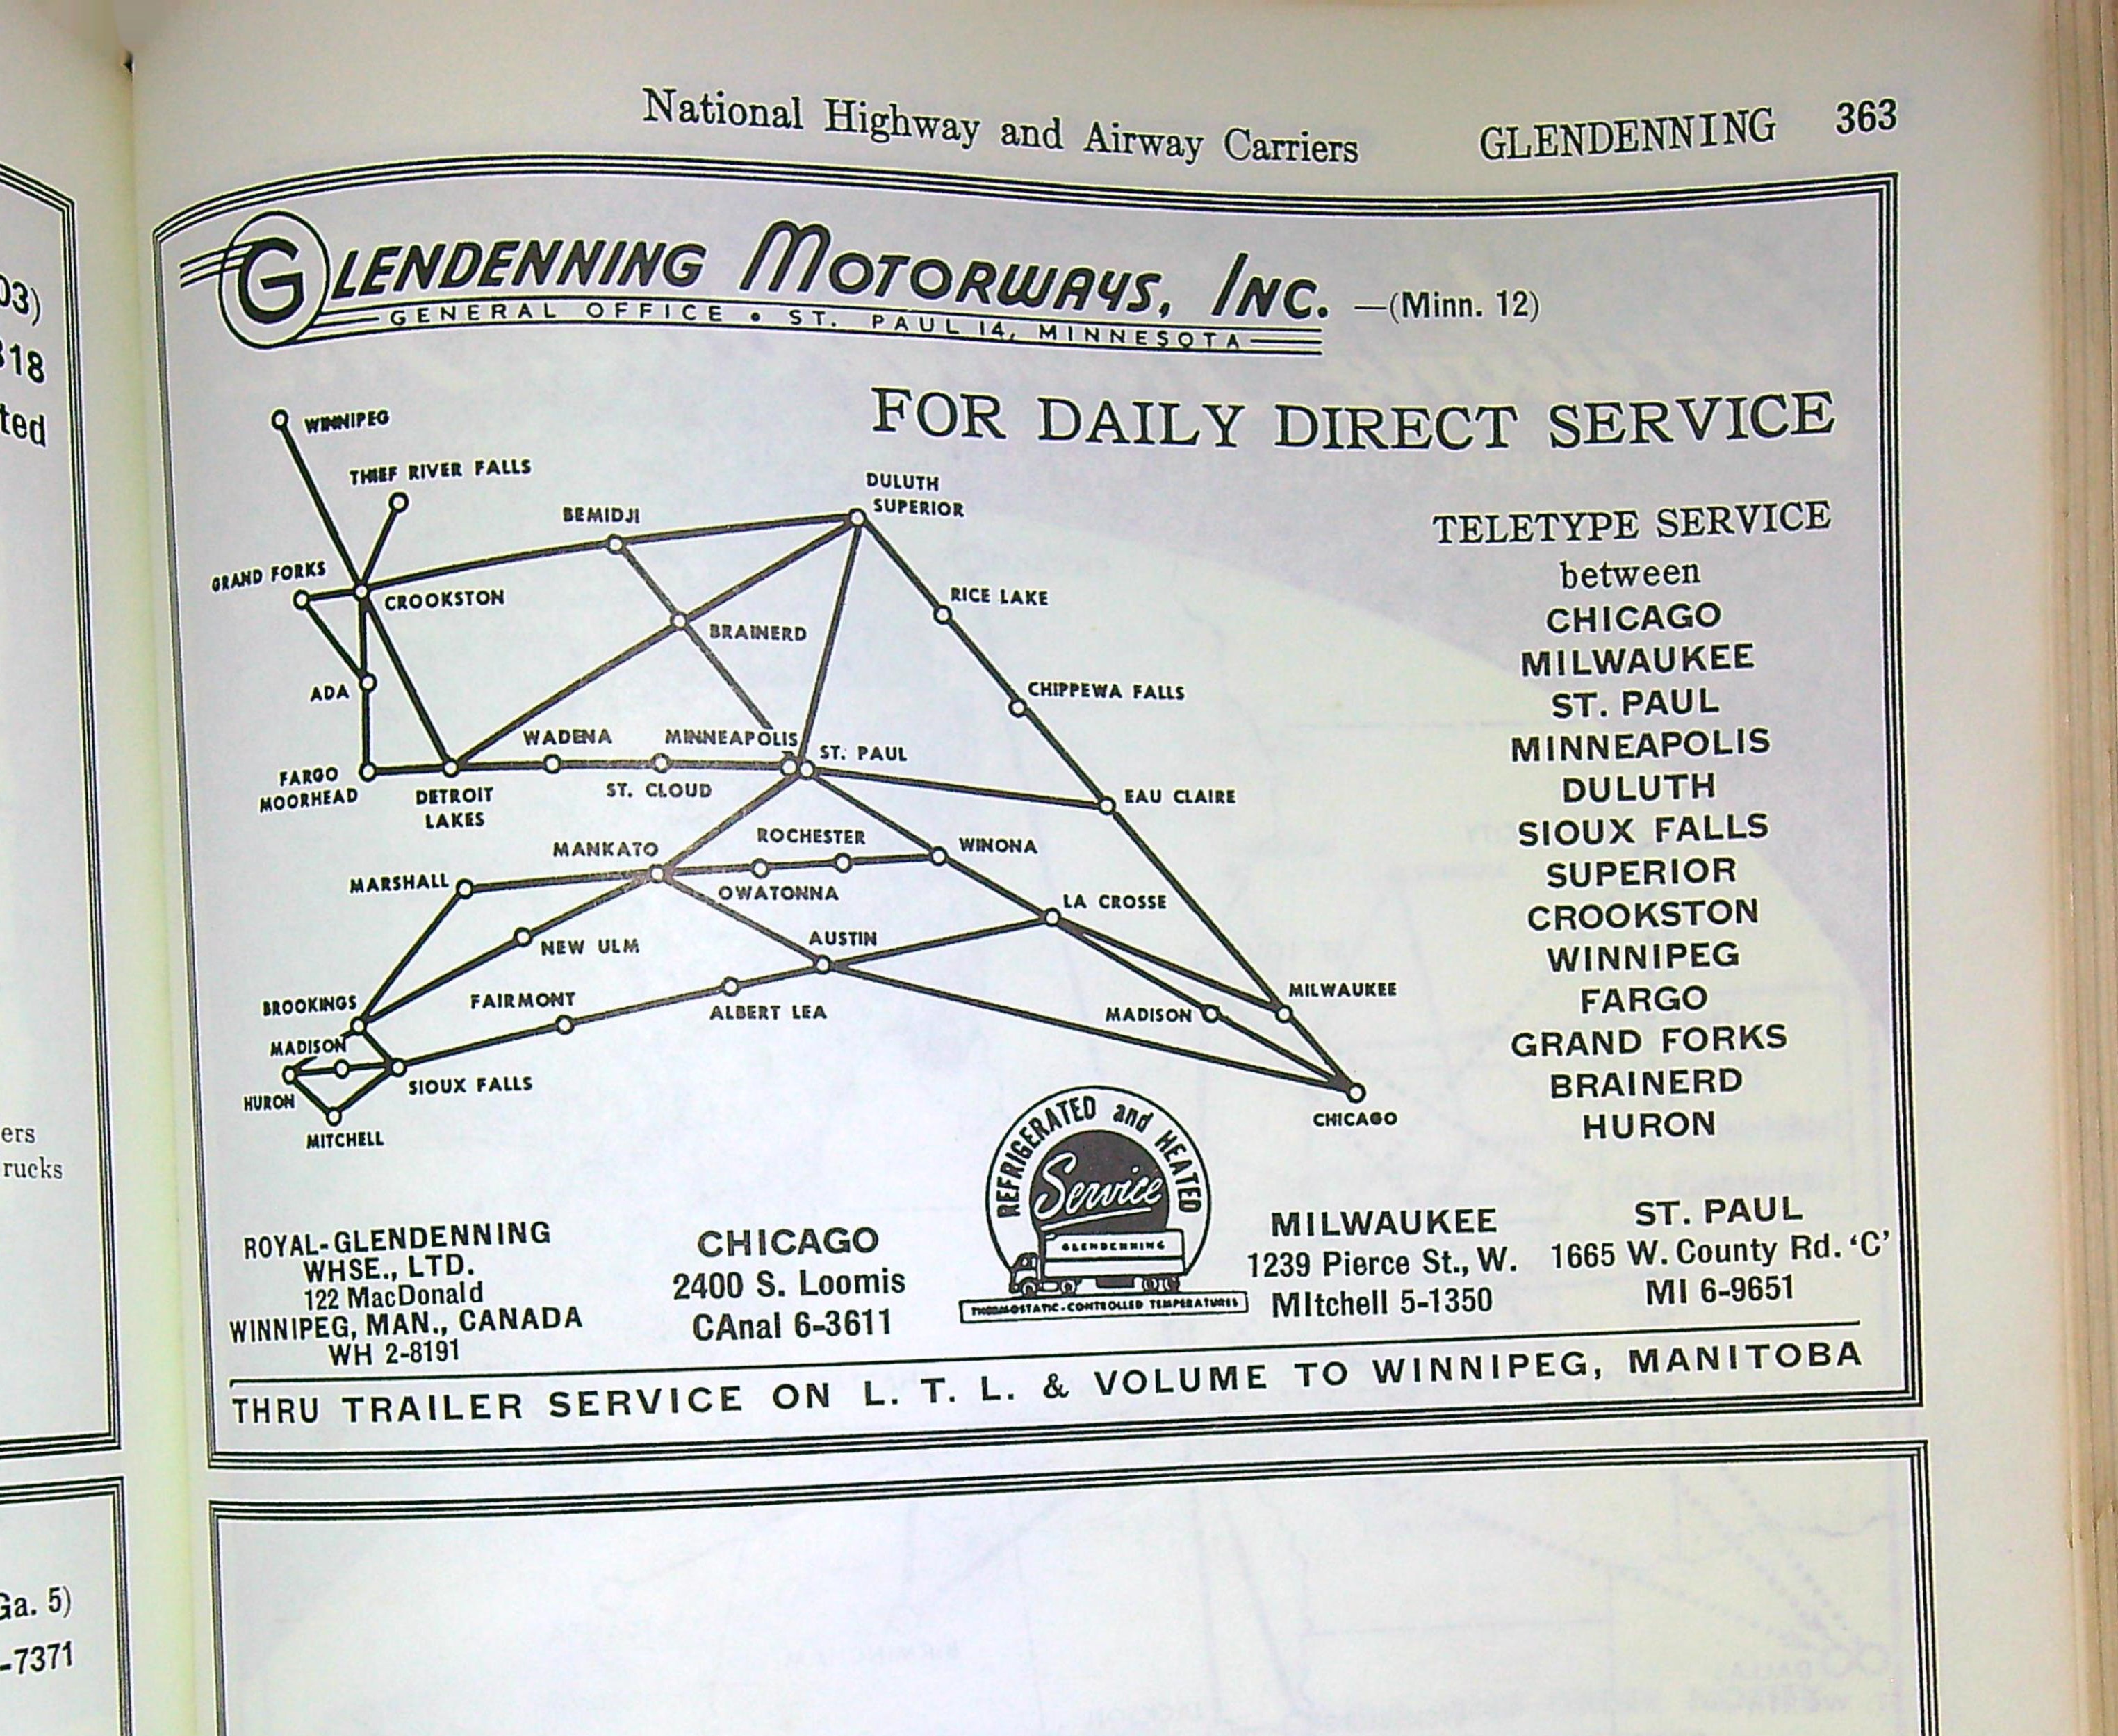 National Highway and Airway Carriers GLENDENNING 363
GLENDENNING MOTORWAYS, INC. —(Minn. 12)
GENERAL OFFICE • ST. PAUL 14, MINNESOTA
FOR DAILY DIRECT SERVICE
WINNIPEG
THIEF RIVER FALLS
BEMIDJI
DULUTH
SUPERIOR
GRAND FORKS
CROOKSTON
RICE LAKE
BRAINERD
ADA
CHIPPEWA FALLS
WADENA
MINNEAPOLIS
ST. PAUL
FARGO
MOORHEAD
DETROIT
LAKES
ST. CLOUD
EAU CLAIRE
MANKATO
ROCHESTER
WINONA
MARSHALL
OWATONNA
LA CROSSE
NEW ULM
AUSTIN
BROOKINGS
FAIRMONT
ALBERT LEA
MADISON
MILWAUKEE
MADISON
HURON
SIOUX FALLS
MITCHELL
CHICAGO
TELETYPE SERVICE
between
CHICAGO
MILWAUKEE
ST. PAUL
MINNEAPOLIS
DULUTH
SIOUX FALLS
SUPERIOR
CROOKSTON
WINNIPEG
FARGO
GRAND FORKS
BRAINERD
HURON
ROYAL-GLENDENNING
WHSE., LTD.
122 MacDonald
WINNIPEG, MAN., CANADA
WH 2-8191
CHICAGO
2400 S. Loomis
CAnal 6-3611
REFRIGERATED and HEATED
Service
GLENDENNING
THERMOSTATIC-CONTROLLED TEMPERATURES
MILWAUKEE
1239 Pierce St., W.
MItchell 5-1350
ST. PAUL
1665 W. County Rd. ‘C’
MI 6-9651
THRU TRAILER SERVICE ON L. T. L. & VOLUME TO WINNIPEG, MANITOBA
03)
318
ted
ers
rucks
Ga. 5)
-7371